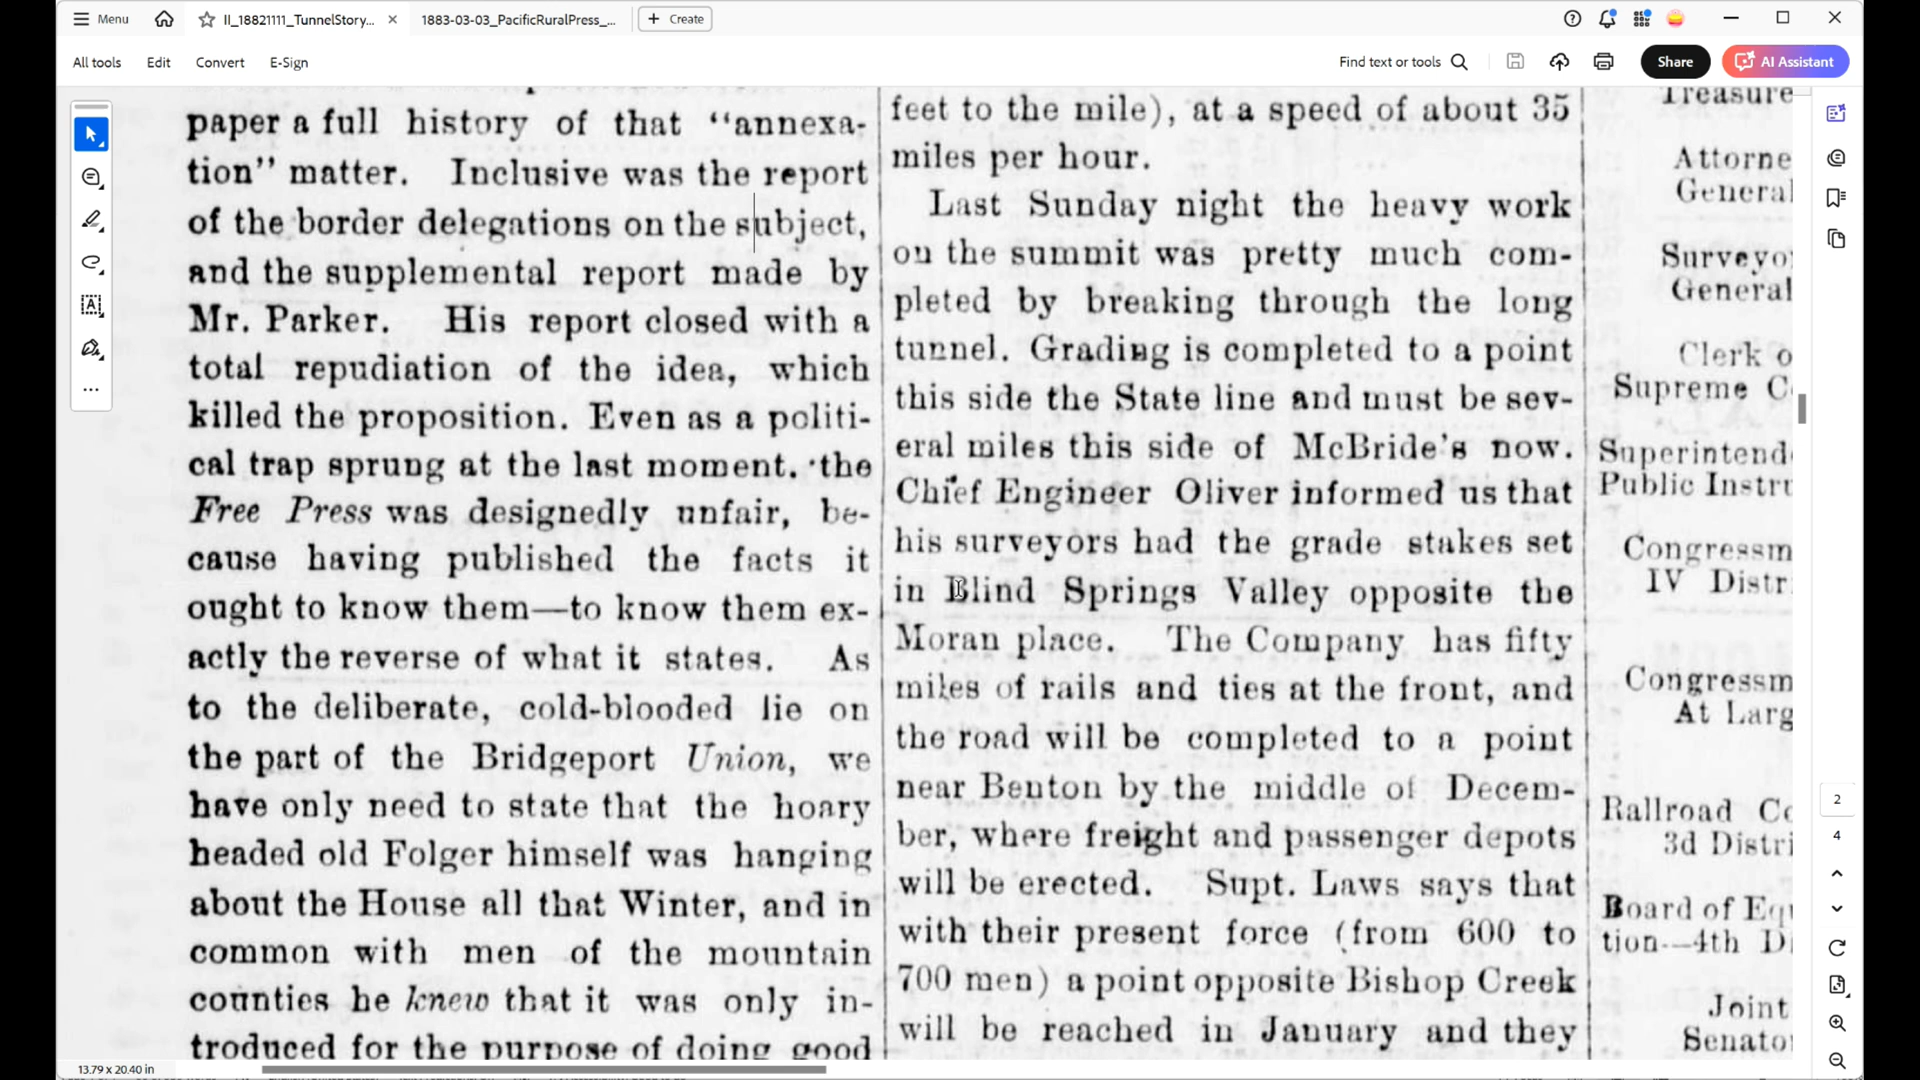 Menu
II_18821111_TunnelStory...
1883-03-03_PacificRuralPress_...
Create
All tools
Edit
Convert
E-Sign
Find text or tools
Share
AI Assistant
paper a full history of that “annexa-
tion” matter. Inclusive was the report
of the border delegations on the subject,
and the supplemental report made by
Mr. Parker. His report closed with a
total repudiation of the idea, which
killed the proposition. Even as a politi-
cal trap sprung at the last moment. the
Free Press was designedly unfair, be-
cause having published the facts it
ought to know them—to know them ex-
actly the reverse of what it states. As
to the deliberate, cold-blooded lie on
the part of the Bridgeport Union, we
have only need to state that the hoary
headed old Folger himself was hanging
about the House all that Winter, and in
common with men of the mountain
counties he knew that it was only in-
troduced for the purpose of doing good
feet to the mile), at a speed of about 35
miles per hour.
Last Sunday night the heavy work
on the summit was pretty much com-
pleted by breaking through the long
tunnel. Grading is completed to a point
this side the State line and must be sev-
eral miles this side of McBride's now.
Chief Engineer Oliver informed us that
his surveyors had the grade stakes set
in Blind Springs Valley opposite the
Moran place. The Company has fifty
miles of rails and ties at the front, and
the road will be completed to a point
near Benton by the middle of Decem-
ber, where freight and passenger depots
will be erected. Supt. Laws says that
with their present force (from 600 to
700 men) a point opposite Bishop Creek
will be reached in January and they
Treasure
Attorne
General
Surveyo
General
Clerk o
Supreme C
Superintend
Public Instru
Congressm
IV Distri
Congressm
At Larg
Railroad Co
3d Distri
Board of Equ
tion--4th Di
Joint
Senato
2
4
13.79 x 20.40 in